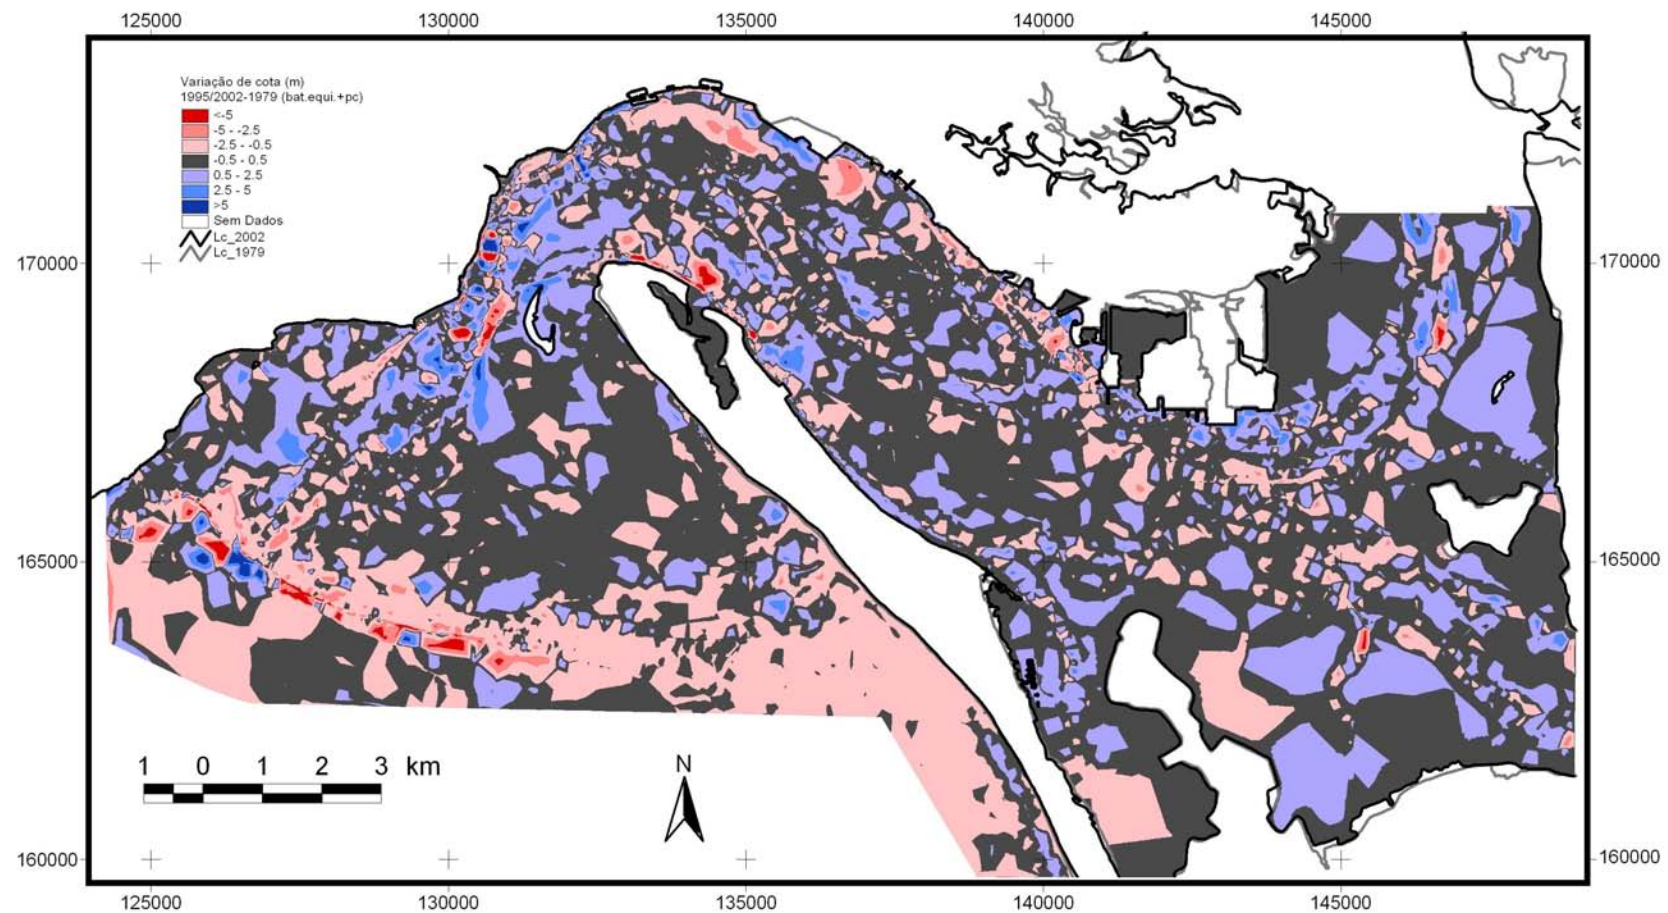 125000 130000 135000 140000 145000
Variação de cota (m)
1995/2002-1979 (bat.equi.+pc)
<-5
-5 - -2.5
-2.5 - -0.5
-0.5 - 0.5
0.5 - 2.5
2.5 - 5
>5
Sem Dados
Lc_2002
Lc_1979
170000 170000
165000 165000
1 0 1 2 3 km
N
160000 160000
125000 130000 135000 140000 145000